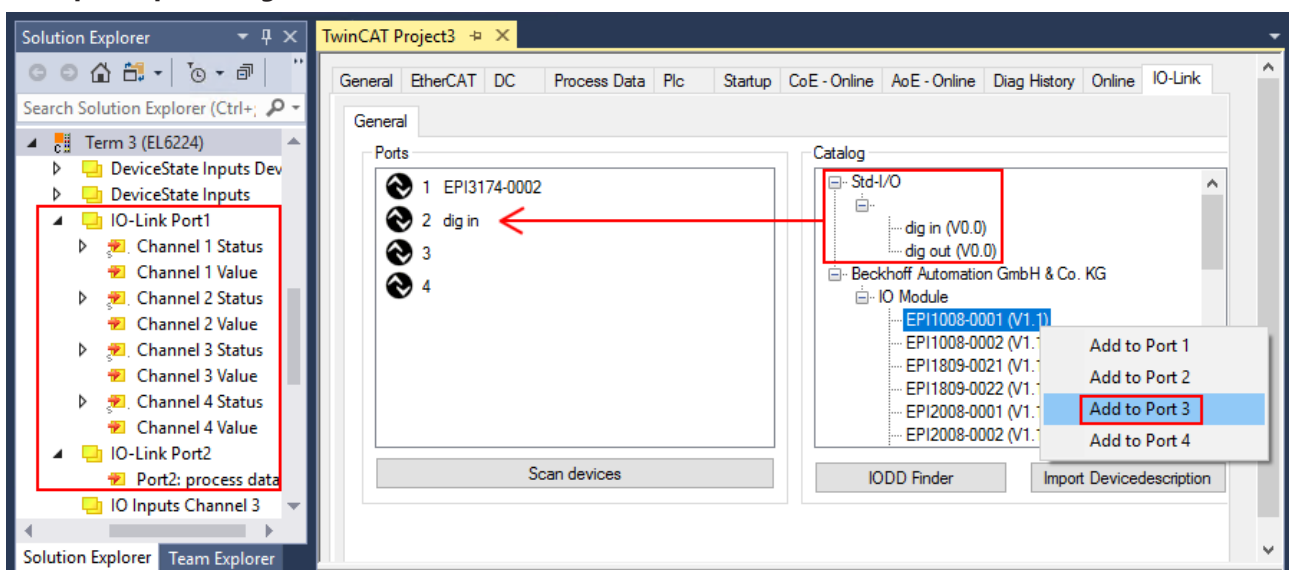 Solution Explorer
Search Solution Explorer (Ctrl+;
Term 3 (EL6224)
DeviceState Inputs Dev
DeviceState Inputs
IO-Link Port1
Channel 1 Status
Channel 1 Value
Channel 2 Status
Channel 2 Value
Channel 3 Status
Channel 3 Value
Channel 4 Status
Channel 4 Value
IO-Link Port2
Port2: process data
IO Inputs Channel 3
Solution Explorer Team Explorer
TwinCAT Project3
General EtherCAT DC Process Data Plc Startup CoE - Online AoE - Online Diag History Online IO-Link
General
Ports
1 EPI3174-0002
2 dig in
3
4
Scan devices
Catalog
Std-I/O
dig in (V0.0)
dig out (V0.0)
Beckhoff Automation GmbH & Co. KG
IO Module
EPI1008-0001 (V1.1)
EPI1008-0002 (V1.
EPI1809-0021 (V1.
EPI1809-0022 (V1.
EPI2008-0001 (V1.
EPI2008-0002 (V1.
Add to Port 1
Add to Port 2
Add to Port 3
Add to Port 4
IODD Finder Import Devicedescription